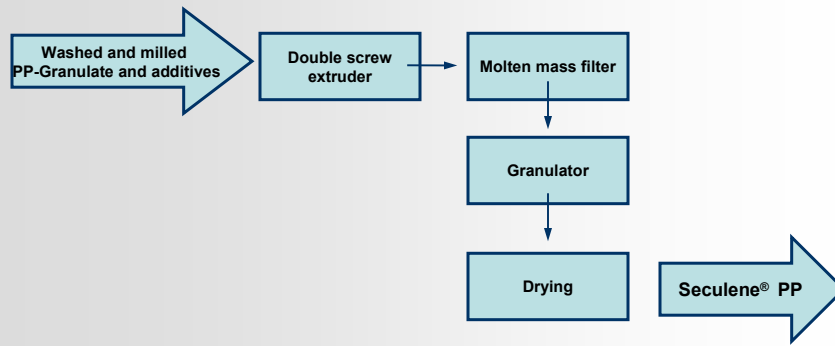 Washed and milled
PP-Granulate and additives
Double screw
extruder
Molten mass filter
Granulator
Drying
Seculene® PP